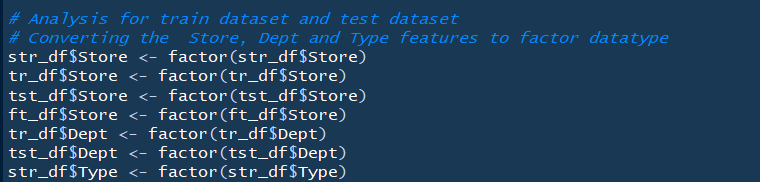 # Analysis for train dataset and test dataset
# Converting the  Store, Dept and Type features to factor datatype
str_df$Store <- factor(str_df$Store)
tr_df$Store <- factor(tr_df$Store)
tst_df$Store <- factor(tst_df$Store)
ft_df$Store <- factor(ft_df$Store)
tr_df$Dept <- factor(tr_df$Dept)
tst_df$Dept <- factor(tst_df$Dept)
str_df$Type <- factor(str_df$Type)